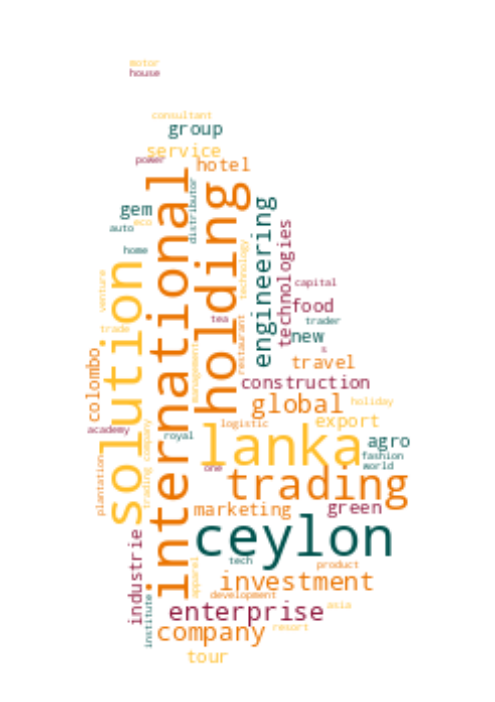 motor
house
consultant
group
service
power
hotel
international
holding
distributor
engineering
gem
eco
auto
technologies
home
technology
solution
venture
capital
food
tea
trader
trade
restaurant
new
s
management
colombo
travel
construction
global
holiday
export
logistic
lanka
academy
company
royal
agro
fashion
world
plantation
trading
one
trading
green
marketing
ceylon
industrie
tech
product
apparel
investment
development
institute
enterprise
asia
company
resort
tour